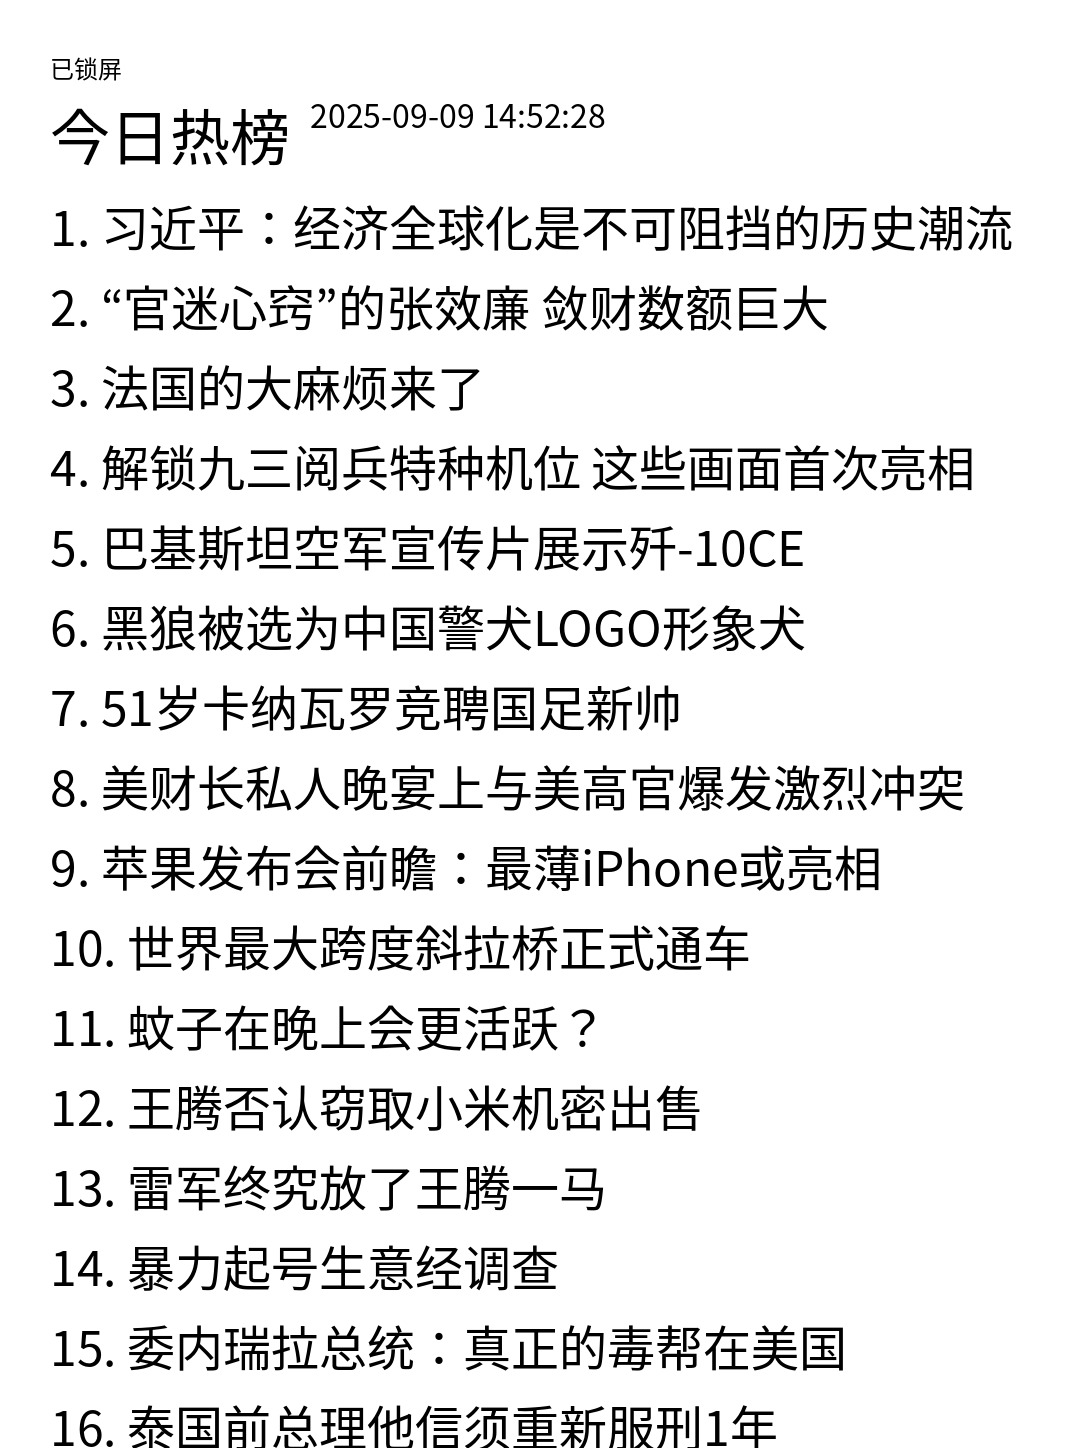 已锁屏
今日热榜 2025-09-09 14:52:28
1. 习近平：经济全球化是不可阻挡的历史潮流
2. “官迷心窍”的张效廉 敛财数额巨大
3. 法国的大麻烦来了
4. 解锁九三阅兵特种机位 这些画面首次亮相
5. 巴基斯坦空军宣传片展示歼-10CE
6. 黑狼被选为中国警犬LOGO形象犬
7. 51岁卡纳瓦罗竞聘国足新帅
8. 美财长私人晚宴上与美高官爆发激烈冲突
9. 苹果发布会前瞻：最薄iPhone或亮相
10. 世界最大跨度斜拉桥正式通车
11. 蚊子在晚上会更活跃？
12. 王腾否认窃取小米机密出售
13. 雷军终究放了王腾一马
14. 暴力起号生意经调查
15. 委内瑞拉总统：真正的毒帮在美国
16. 泰国前总理他信须重新服刑1年